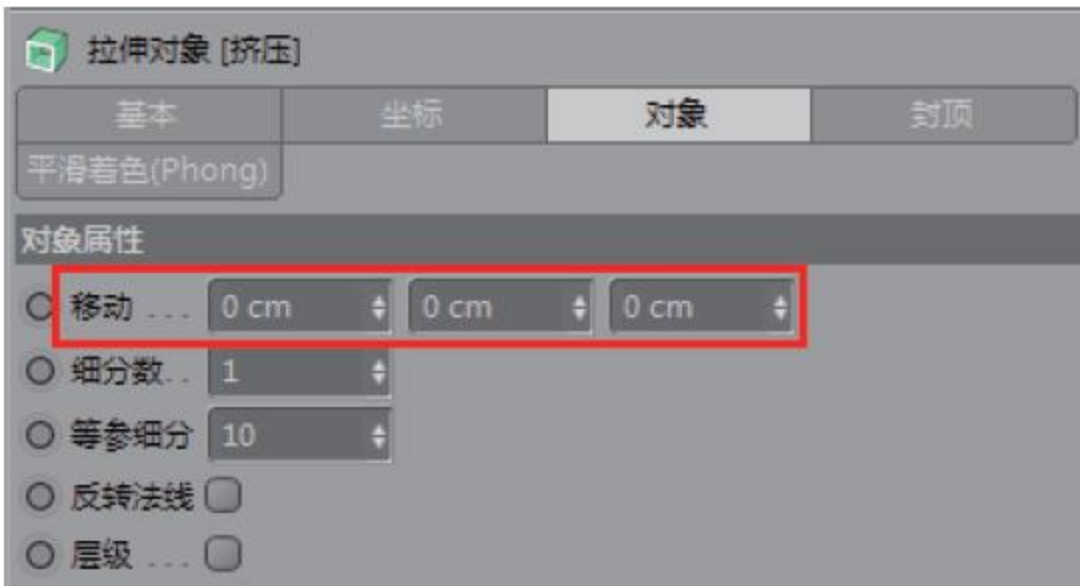 拉伸对象 [挤压]
基本 坐标 对象 封顶
平滑着色(Phong)
对象属性
移动 . . . 0 cm 0 cm 0 cm
细分数. . 1
等参细分 10
反转法线
层级 . . .